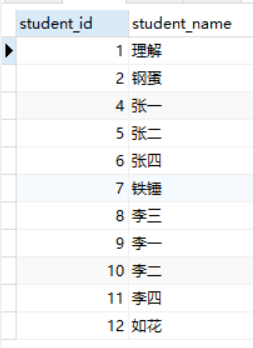 student_id student_name
1 理解
2 钢蛋
4 张一
5 张二
6 张四
7 铁锤
8 李三
9 李一
10 李二
11 李四
12 如花